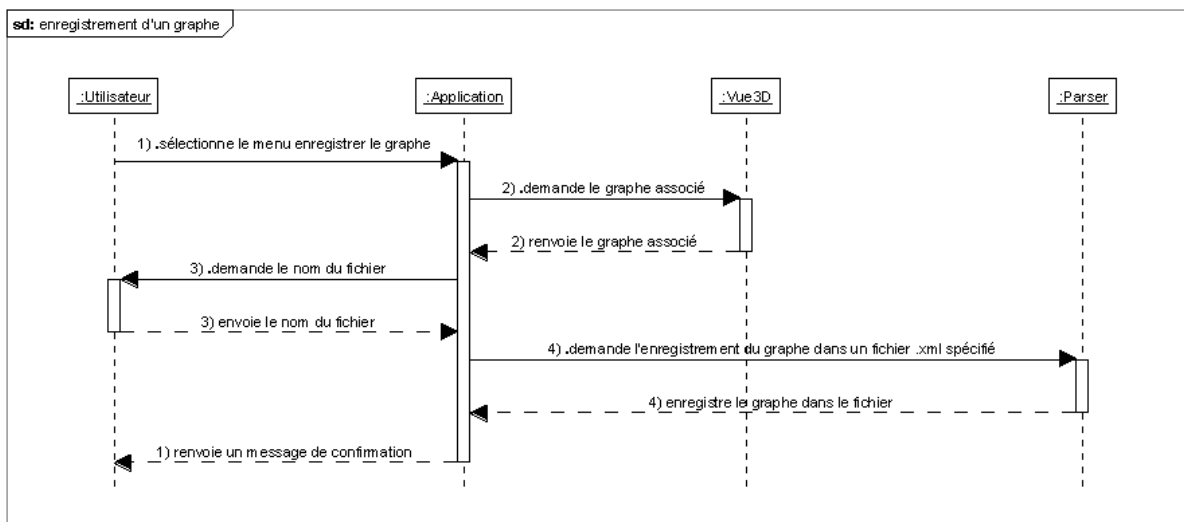 sd: enregistrement d'un graphe
:Utilisateur
:Application
:Vue3D
:Parser
1) .sélectionne le menu enregistrer le graphe
2) .demande le graphe associé
2) renvoie le graphe associé
3) .demande le nom du fichier
3) envoie le nom du fichier
4) .demande l'enregistrement du graphe dans un fichier .xml spécifié
4) enregistre le graphe dans le fichier
1) renvoie un message de confirmation